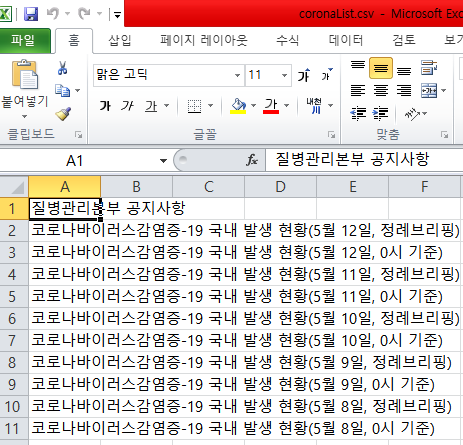 coronaList.csv - Microsoft Exc
파일 홈 삽입 페이지 레이아웃 수식 데이터 검토 보기
붙여넣기
맑은 고딕 11
가 가 가
가 내천
클립보드 글꼴 맞춤
A1 fx 질병관리본부 공지사항
A B C D E F
1 질병관리본부 공지사항
2 코로나바이러스감염증-19 국내 발생 현황(5월 12일, 정례브리핑)
3 코로나바이러스감염증-19 국내 발생 현황(5월 12일, 0시 기준)
4 코로나바이러스감염증-19 국내 발생 현황(5월 11일, 정례브리핑)
5 코로나바이러스감염증-19 국내 발생 현황(5월 11일, 0시 기준)
6 코로나바이러스감염증-19 국내 발생 현황(5월 10일, 정례브리핑)
7 코로나바이러스감염증-19 국내 발생 현황(5월 10일, 0시 기준)
8 코로나바이러스감염증-19 국내 발생 현황(5월 9일, 정례브리핑)
9 코로나바이러스감염증-19 국내 발생 현황(5월 9일, 0시 기준)
10 코로나바이러스감염증-19 국내 발생 현황(5월 8일, 정례브리핑)
11 코로나바이러스감염증-19 국내 발생 현황(5월 8일, 0시 기준)